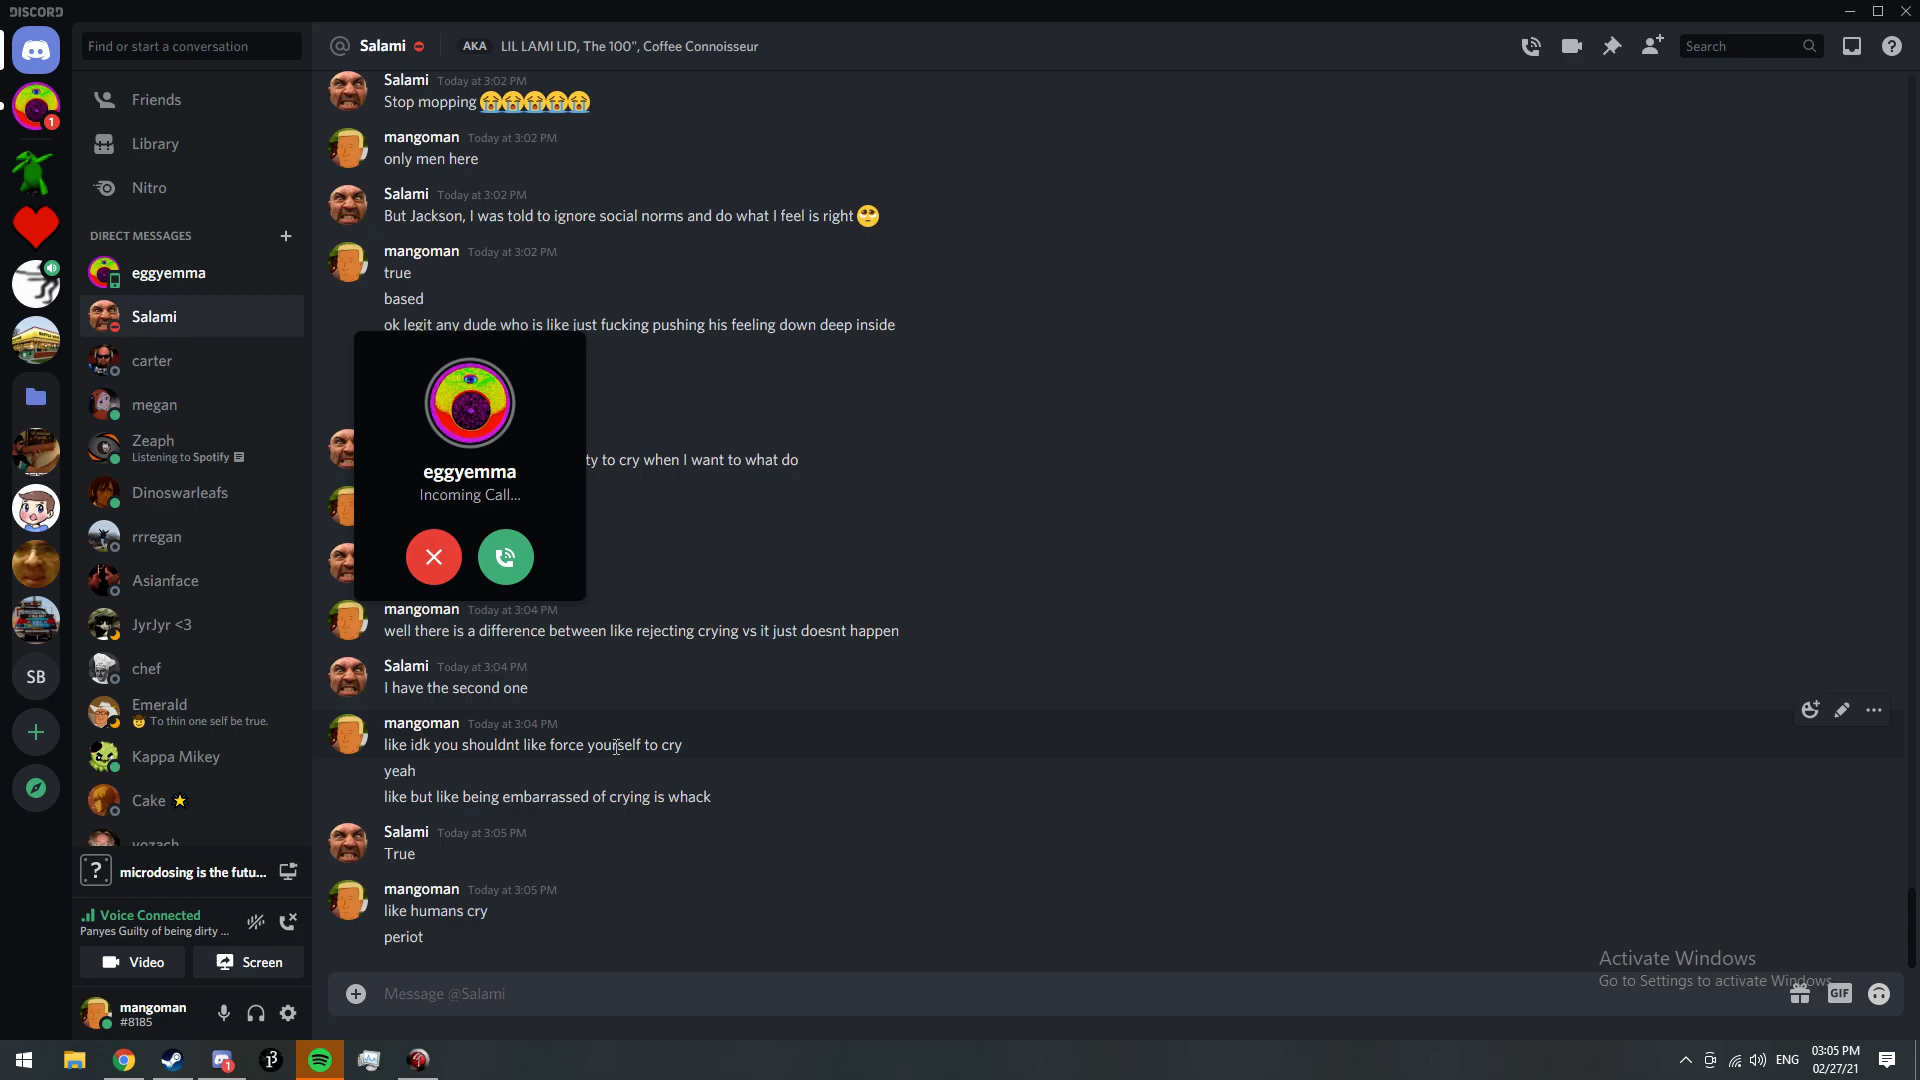 DISCORD
Find or start a conversation
Salami
AKA LIL LAMI LID, The 100", Coffee Connoisseur
Search
1
Friends
Library
Nitro
DIRECT MESSAGES
eggyemma
Salami
carter
megan
Zeaph
Listening to Spotify
Dinoswarleafs
rrregan
Asianface
JyrJyr <3
chef
Emerald
To thin one self be true.
Kappa Mikey
Cake
SB
microdosing is the futu...
Voice Connected
Panyes Guilty of being dirty ...
Video
Screen
mangoman
#8185
Salami Today at 3:02 PM
Stop mopping 😭😭😭😭😭
mangoman Today at 3:02 PM
only men here
Salami Today at 3:02 PM
But Jackson, I was told to ignore social norms and do what I feel is right 🥺
mangoman Today at 3:02 PM
true
based
ok legit any dude who is like just fucking pushing his feeling down deep inside
eggyemma
Incoming Call...
ty to cry when I want to what do
mangoman Today at 3:04 PM
well there is a difference between like rejecting crying vs it just doesnt happen
Salami Today at 3:04 PM
I have the second one
mangoman Today at 3:04 PM
like idk you shouldnt like force yourself to cry
yeah
like but like being embarrassed of crying is whack
Salami Today at 3:05 PM
True
mangoman Today at 3:05 PM
like humans cry
periot
Message @Salami
GIF
Activate Windows
Go to Settings to activate Windows.
1
ENG
03:05 PM
02/27/21